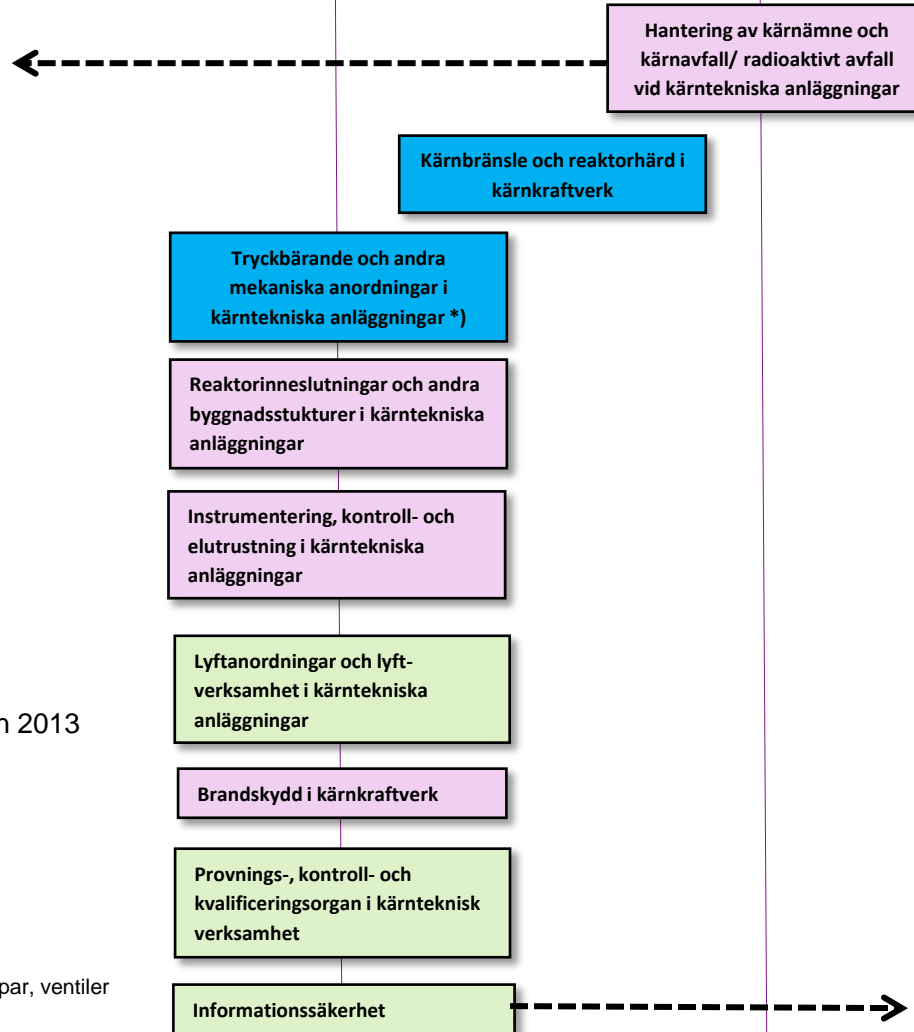 Hantering av kärnämne och
kärnavfall/ radioaktivt avfall
vid kärntekniska anläggningar
Kärnbränsle och reaktorhärd i
kärnkraftverk
Tryckbärande och andra
mekaniska anordningar i
kärntekniska anläggningar *)
Reaktorinneslutningar och andra
byggnadsstukturer i kärntekniska
anläggningar
Instrumentering, kontroll- och
elutrustning i kärntekniska
anläggningar
Lyftanordningar och lyft-
verksamhet i kärntekniska
anläggningar
n 2013
Brandskydd i kärnkraftverk
Provnings-, kontroll- och
kvalificeringsorgan i kärnteknisk
verksamhet
par, ventiler
Informationssäkerhet